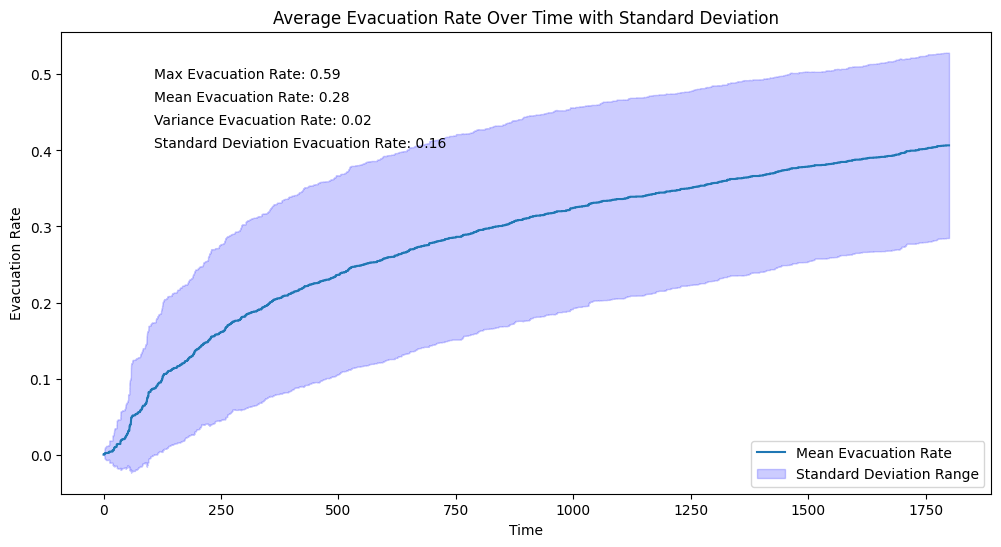 Average Evacuation Rate Over Time with Standard Deviation
Max Evacuation Rate: 0.59
Mean Evacuation Rate: 0.28
Variance Evacuation Rate: 0.02
Standard Deviation Evacuation Rate: 0.16
Evacuation Rate
0.5
0.4
0.3
0.2
0.1
0.0
Mean Evacuation Rate
Standard Deviation Range
0 250 500 750 1000 1250 1500 1750
Time